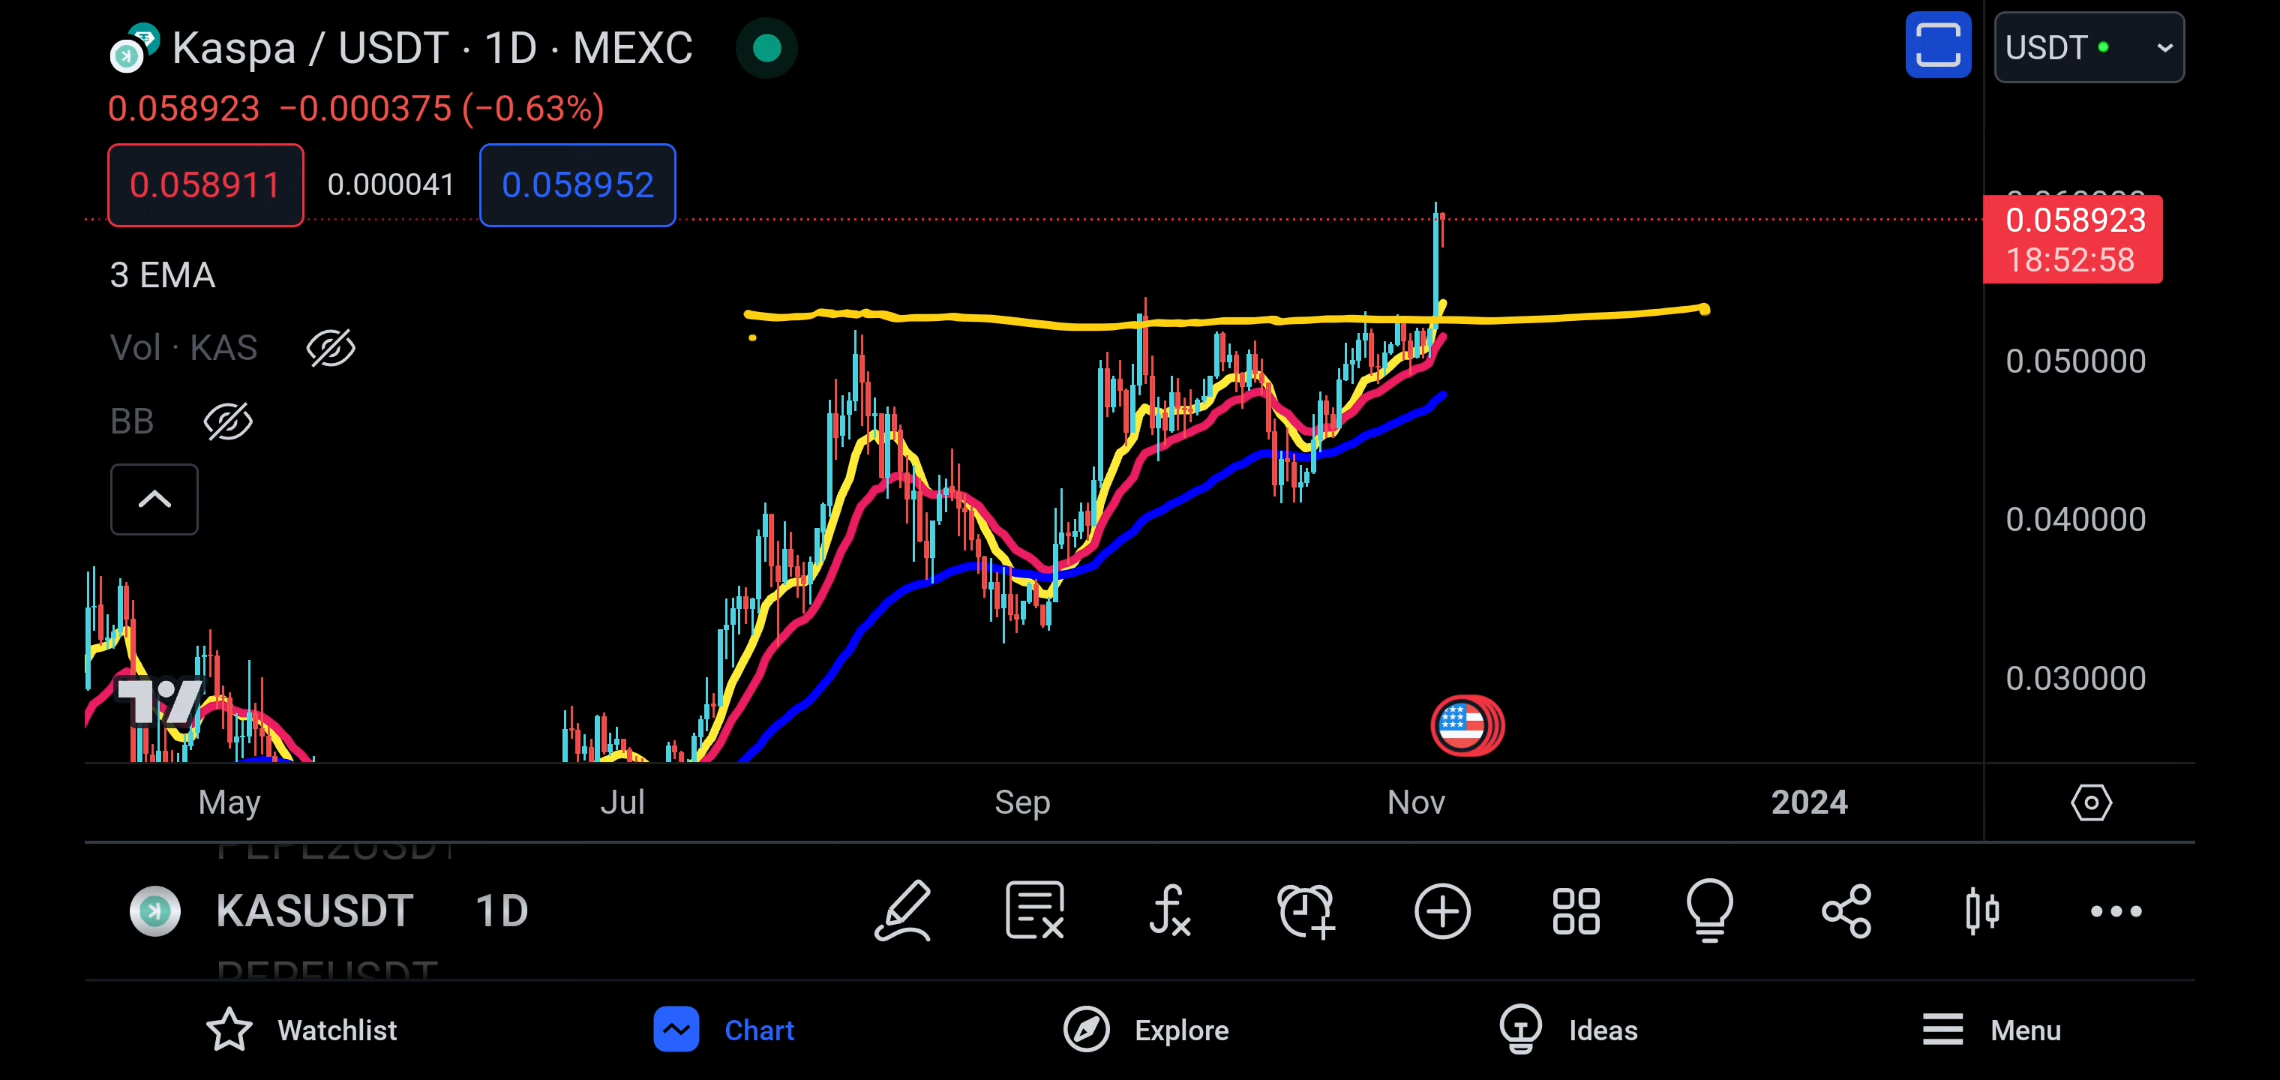 Kaspa / USDT · 1D · MEXC
USDT
0.058923 −0.000375 (−0.63%)
0.058911 0.000041 0.058952
0.058923
18:52:58
3 EMA
Vol · KAS
0.050000
BB
0.040000
0.030000
May Jul Sep Nov 2024
KASUSDT 1D
PEPEUSDT
Watchlist Chart Explore Ideas Menu